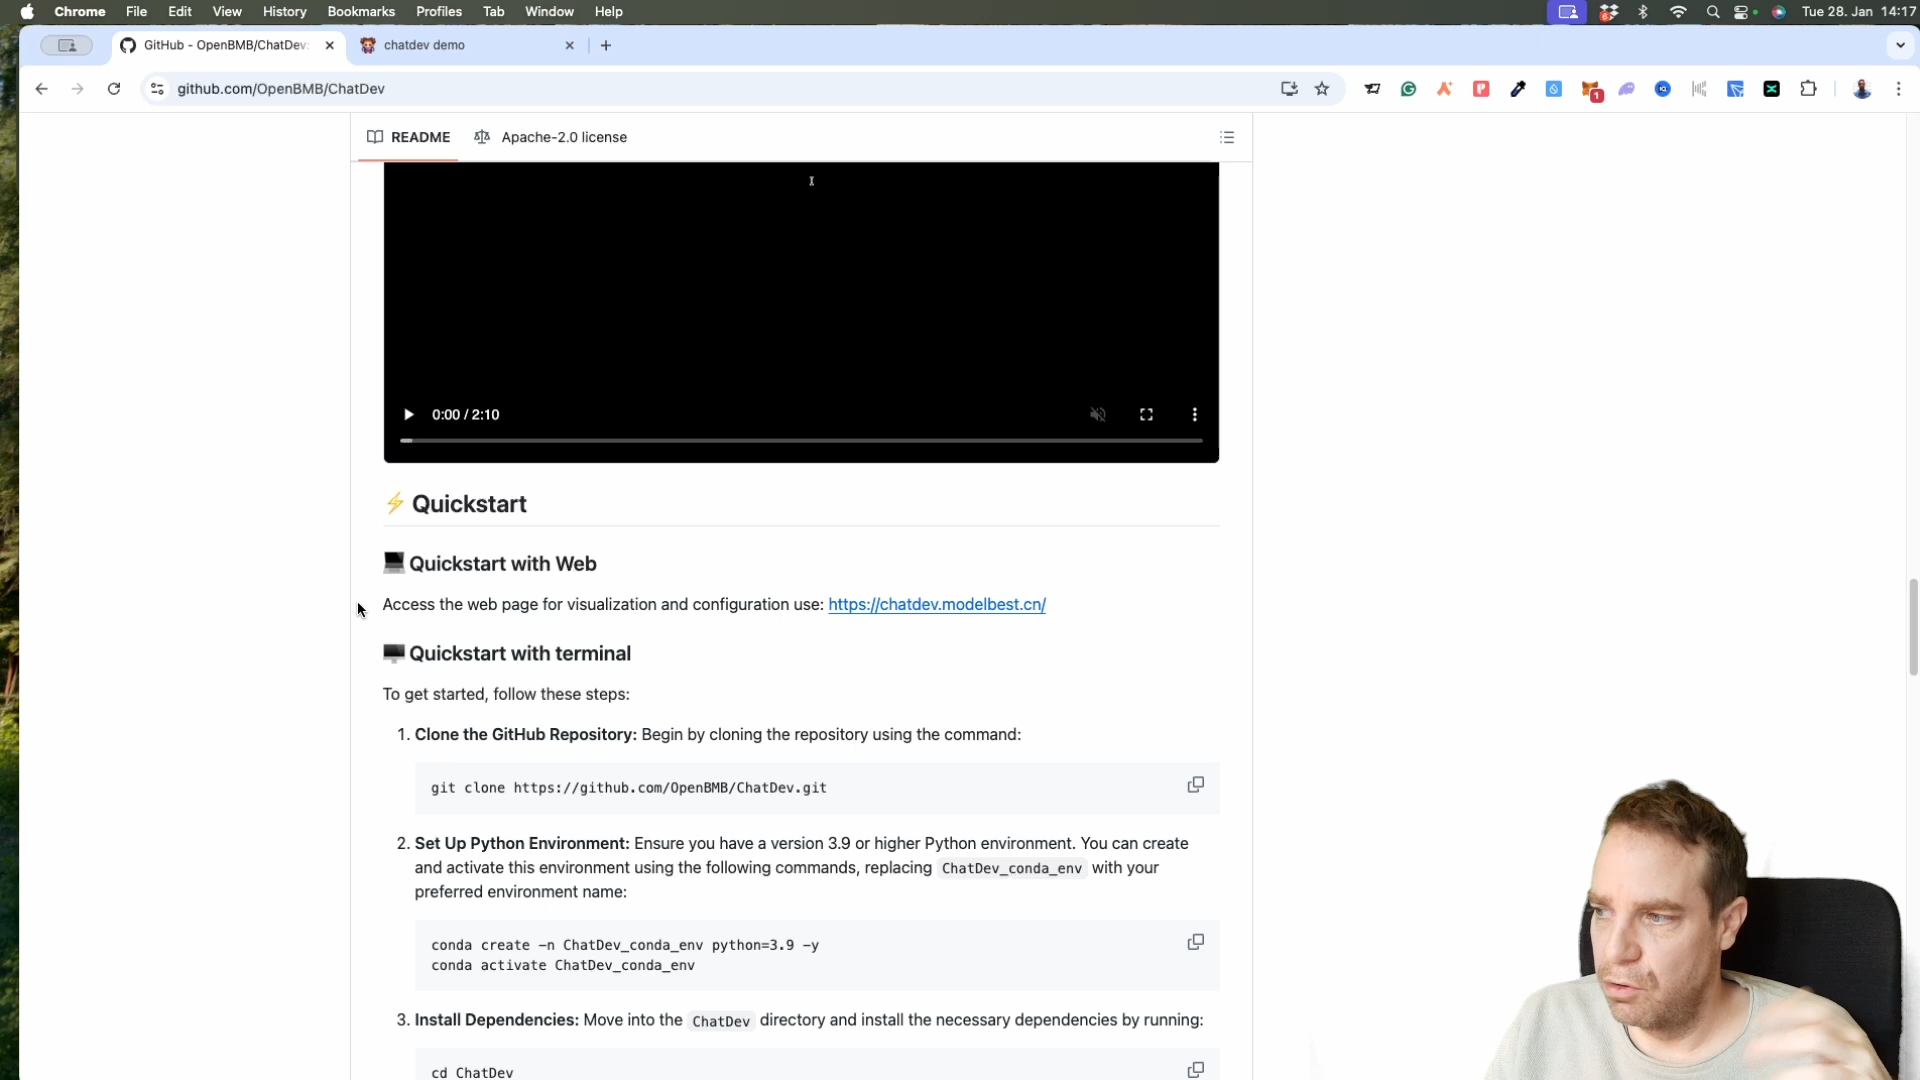 Chrome File Edit View History Bookmarks Profiles Tab Window Help
Tue 28. Jan 14:17
GitHub - OpenBMB/ChatDev:
chatdev demo
github.com/OpenBMB/ChatDev
1
README
Apache-2.0 license
0:00 / 2:10
⚡ Quickstart
💻 Quickstart with Web
Access the web page for visualization and configuration use: https://chatdev.modelbest.cn/
🖥️ Quickstart with terminal
To get started, follow these steps:
1. Clone the GitHub Repository: Begin by cloning the repository using the command:
git clone https://github.com/OpenBMB/ChatDev.git
2. Set Up Python Environment: Ensure you have a version 3.9 or higher Python environment. You can create
and activate this environment using the following commands, replacing ChatDev_conda_env with your
preferred environment name:
conda create -n ChatDev_conda_env python=3.9 -y
conda activate ChatDev_conda_env
3. Install Dependencies: Move into the ChatDev directory and install the necessary dependencies by running:
cd ChatDev